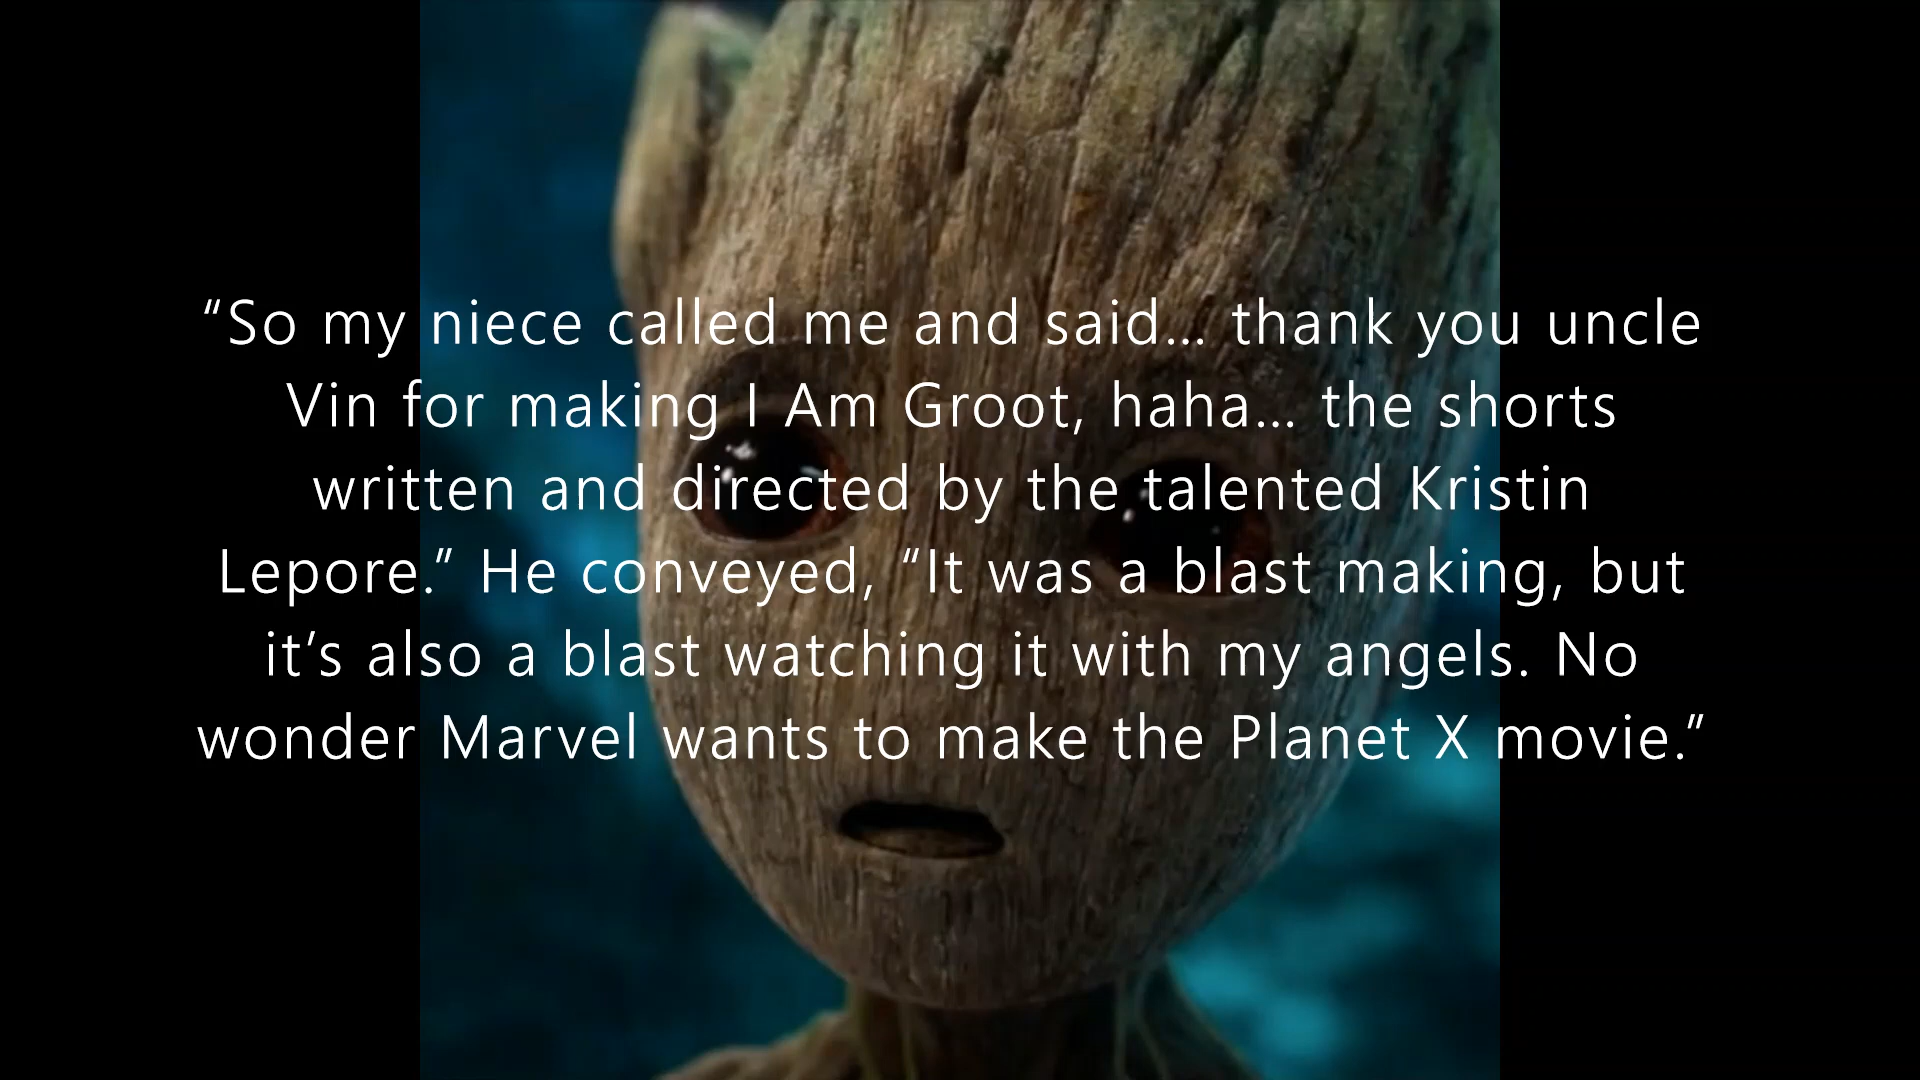 “So my niece called me and said... thank you uncle
Vin for making I Am Groot, haha... the shorts
written and directed by the talented Kristin
Lepore.” He conveyed, “It was a blast making, but
it’s also a blast watching it with my angels. No
wonder Marvel wants to make the Planet X movie.”